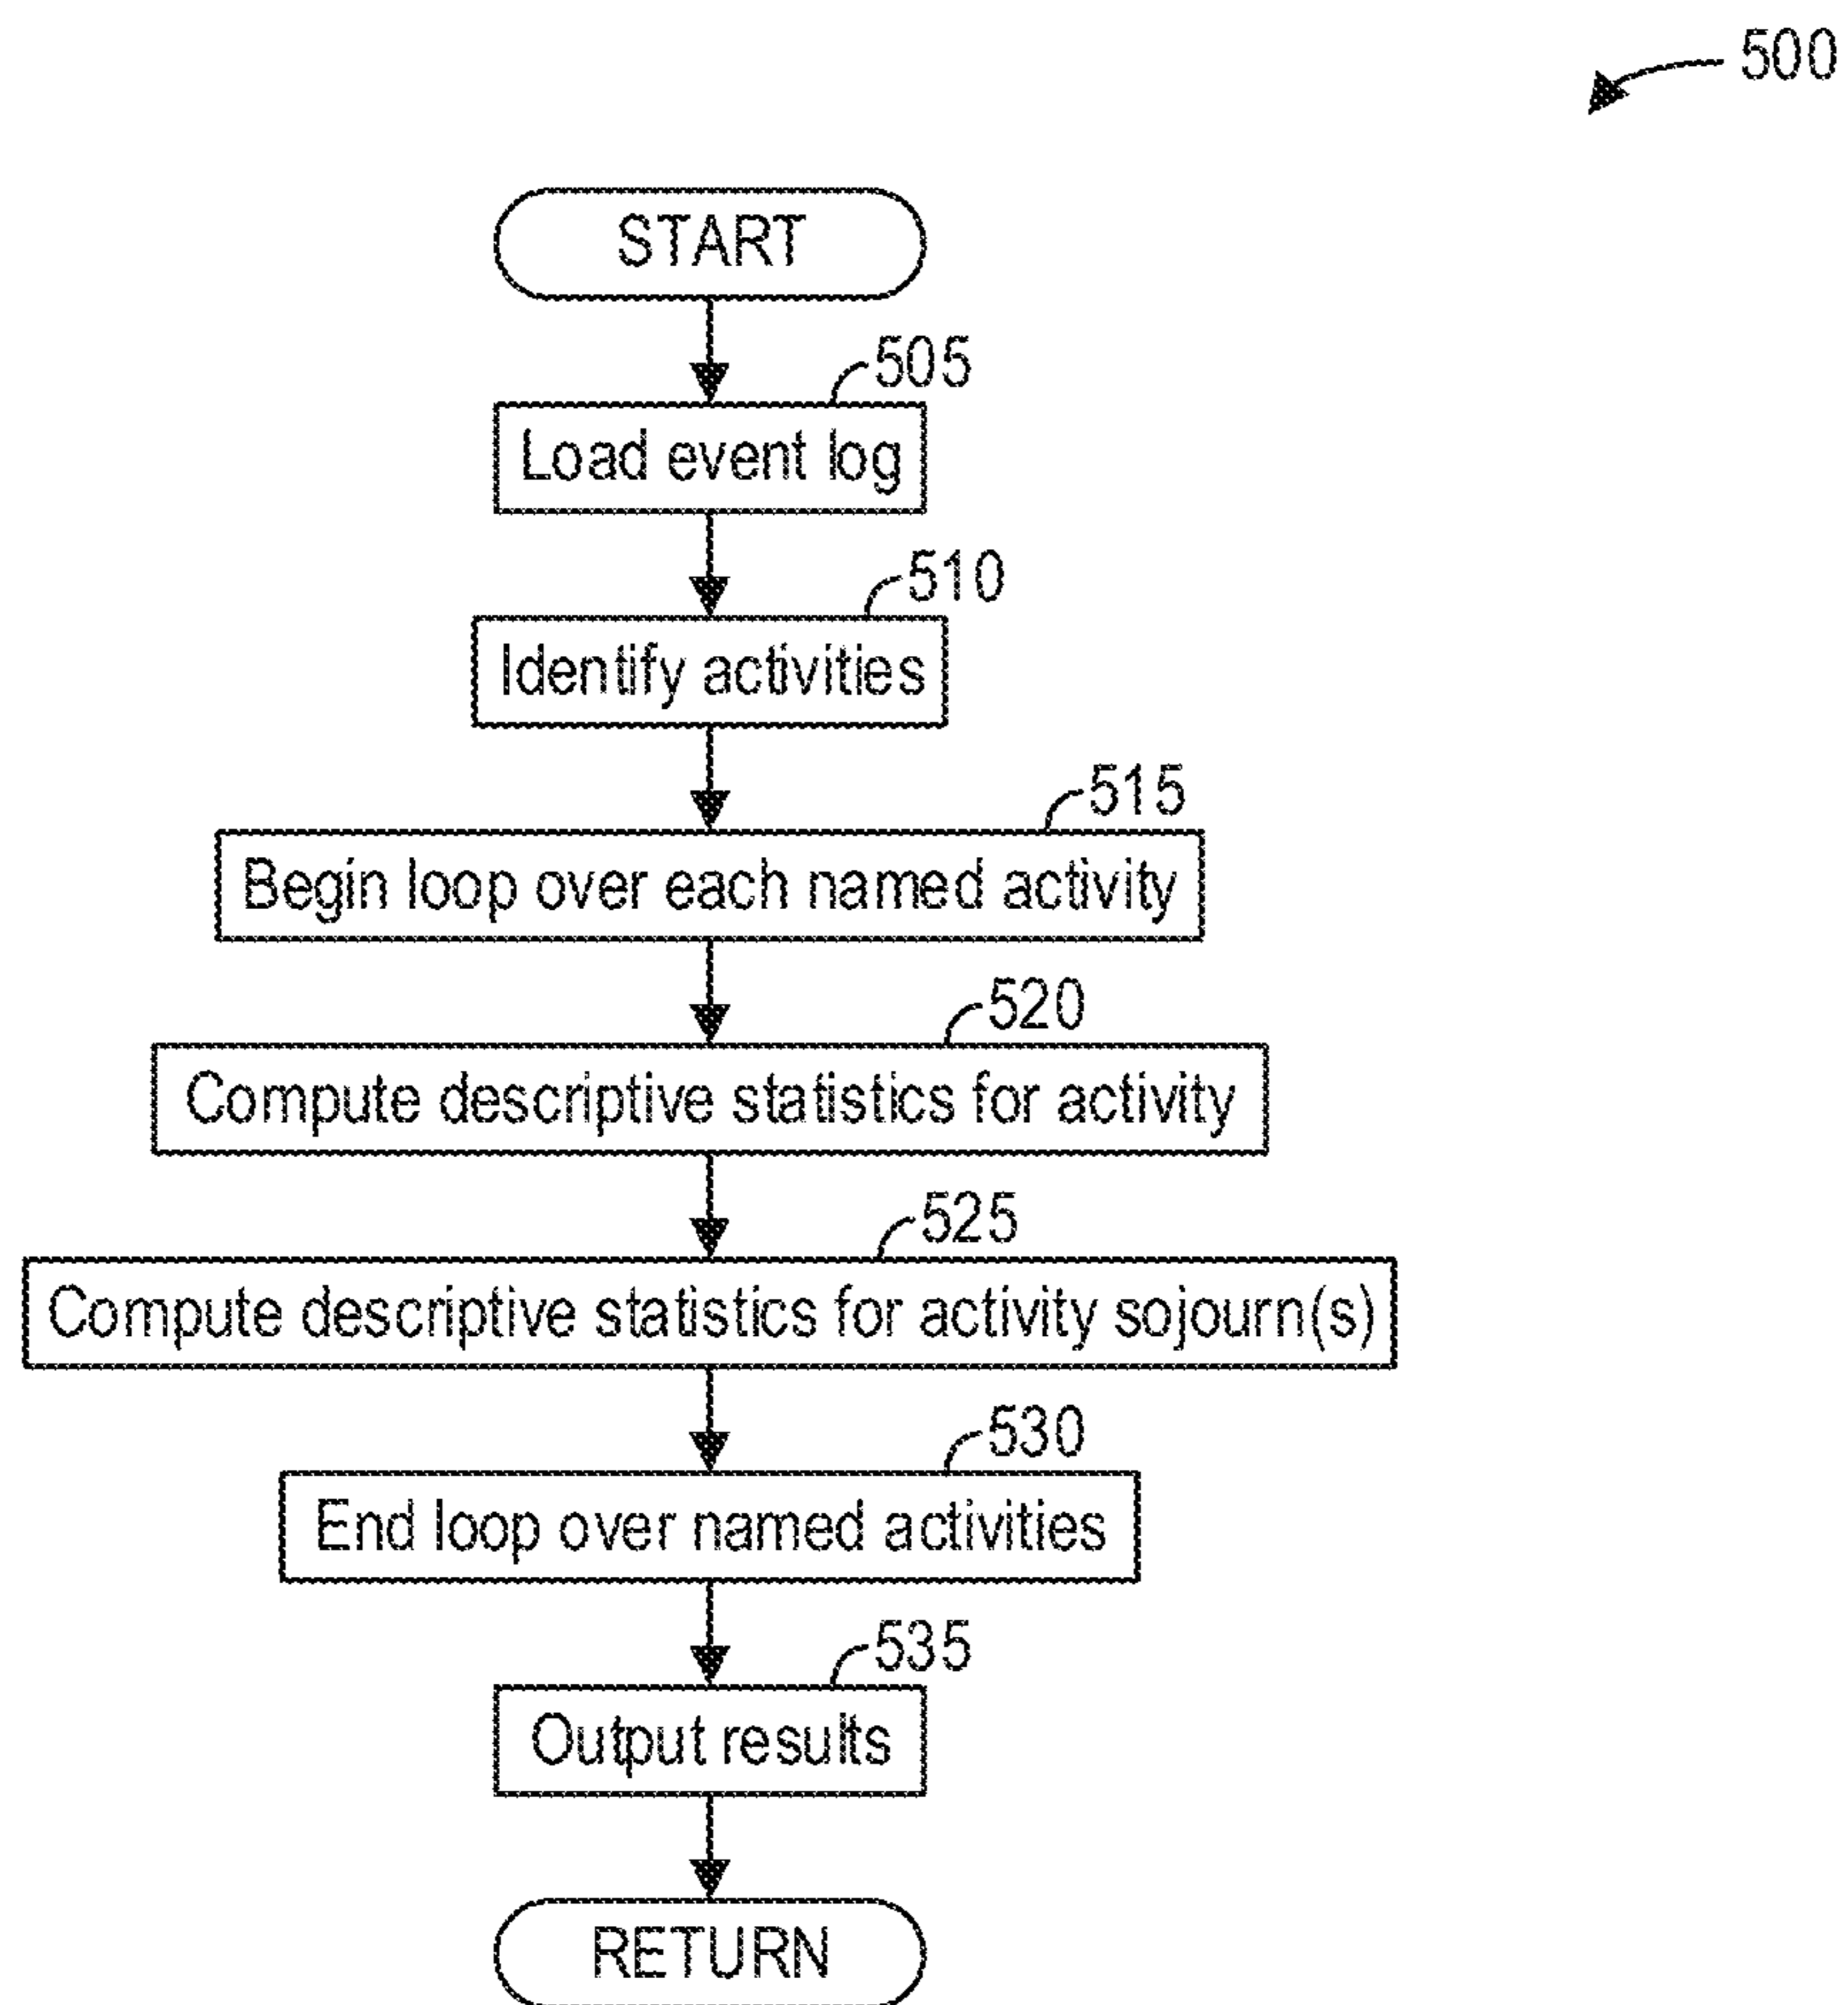 500
START
505
Load event log
510
Identify activities
515
Begin loop over each named activity
520
Compute descriptive statistics for activity
525
Compute descriptive statistics for activity sojourn(s)
530
End loop over named activities
535
Output results
RETURN